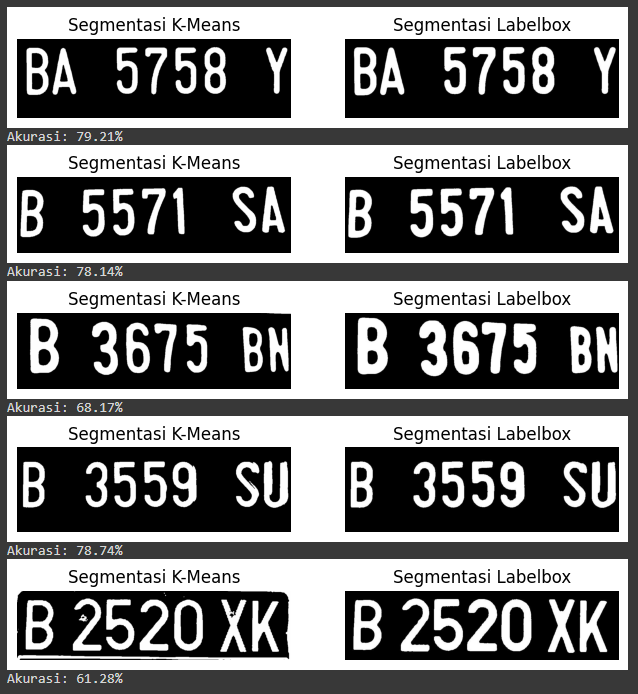 Segmentasi K-Means Segmentasi Labelbox
BA 5758 Y BA 5758 Y
Akurasi: 79.21%
Segmentasi K-Means Segmentasi Labelbox
B 5571 SA B 5571 SA
Akurasi: 78.14%
Segmentasi K-Means Segmentasi Labelbox
B 3675 BN B 3675 BN
Akurasi: 68.17%
Segmentasi K-Means Segmentasi Labelbox
B 3559 SU B 3559 SU
Akurasi: 78.74%
Segmentasi K-Means Segmentasi Labelbox
B 2520 XK B 2520 XK
Akurasi: 61.28%